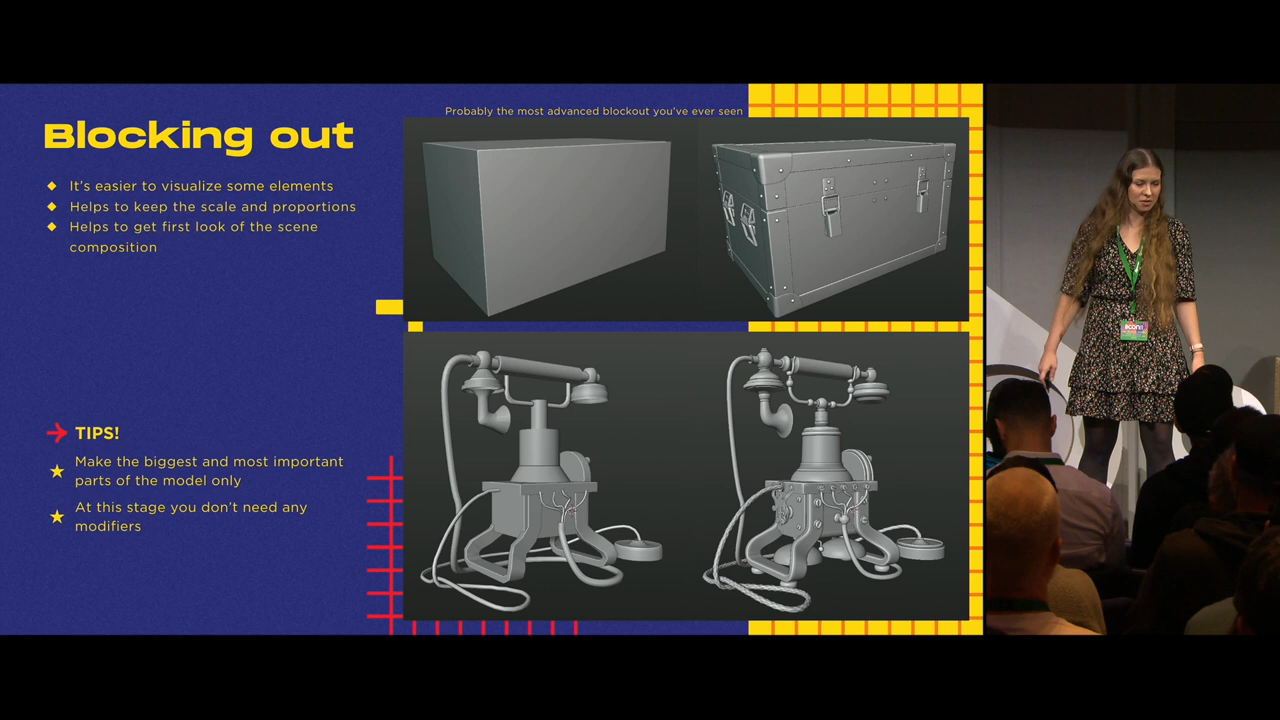 Probably the most advanced blockout you've ever seen
Blocking out
It's easier to visualize some elements
Helps to keep the scale and proportions
Helps to get first look of the scene
composition
TIPS!
Make the biggest and most important
parts of the model only
At this stage you don't need any
modifiers